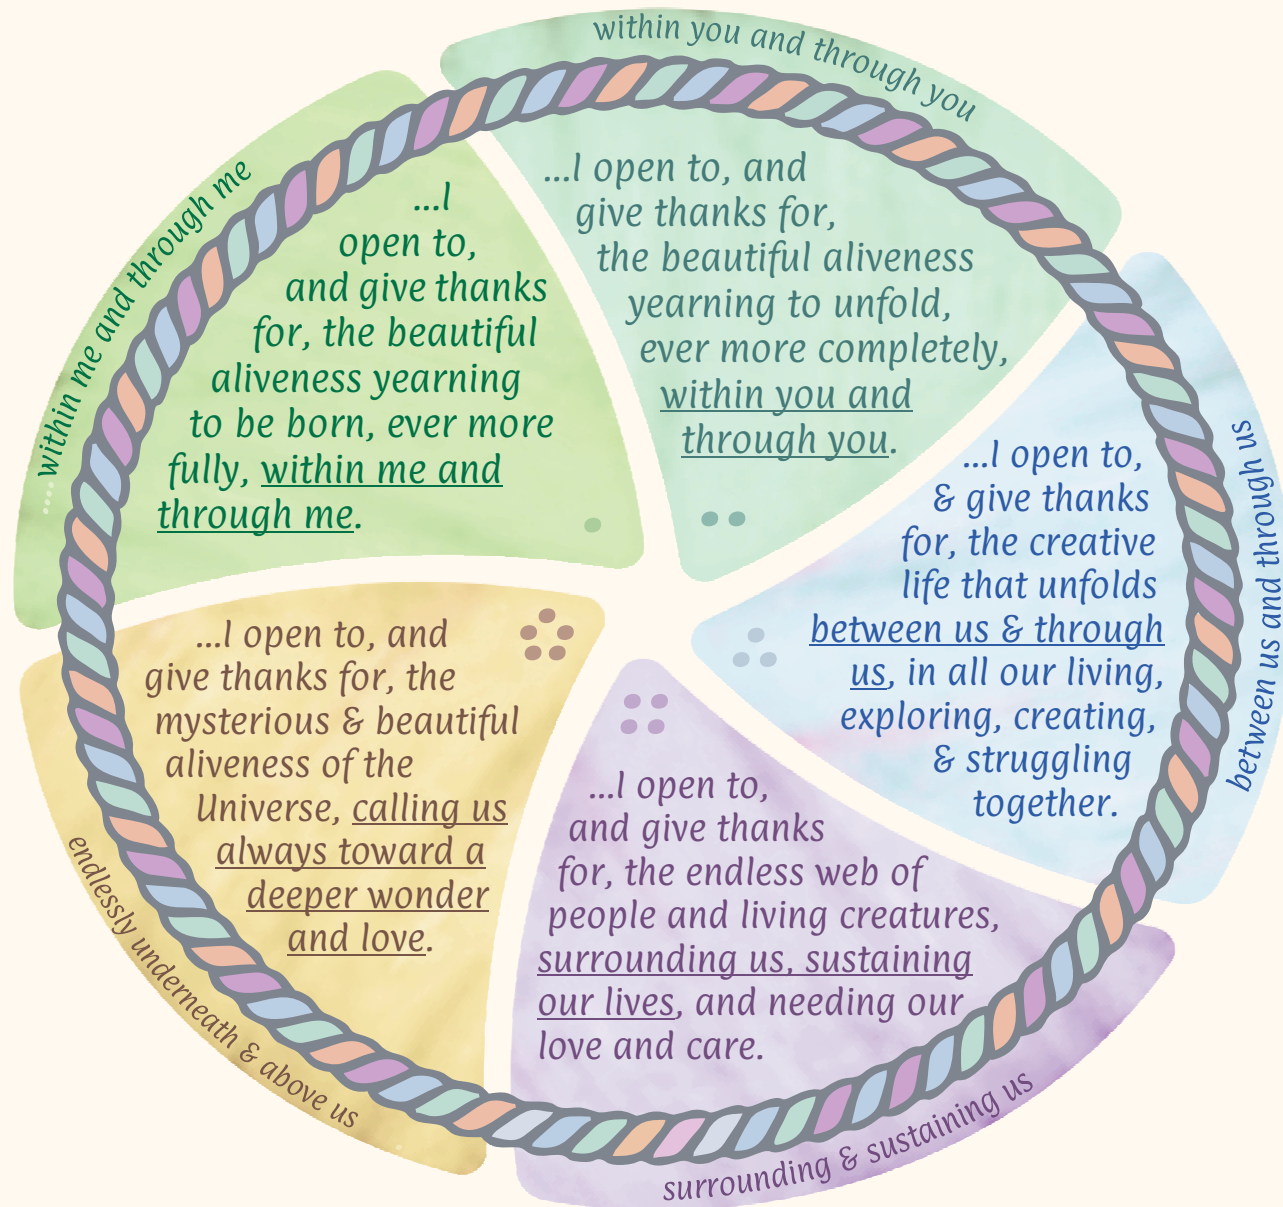 within me and through me
...I
open to,
and give thanks
for, the beautiful
aliveness yearning
to be born, ever more
fully, within me and
through me.
within you and through you
...I open to, and
give thanks for,
the beautiful aliveness
yearning to unfold,
ever more completely,
within you and
through you.
between us and through us
...I open to,
& give thanks
for, the creative
life that unfolds
between us & through
us, in all our living,
exploring, creating,
& struggling
together.
surrounding & sustaining us
...I open to,
and give thanks
for, the endless web of
people and living creatures,
surrounding us, sustaining
our lives, and needing our
love and care.
endlessly underneath & above us
...I open to, and
give thanks for, the
mysterious & beautiful
aliveness of the
Universe, calling us
always toward a
deeper wonder
and love.